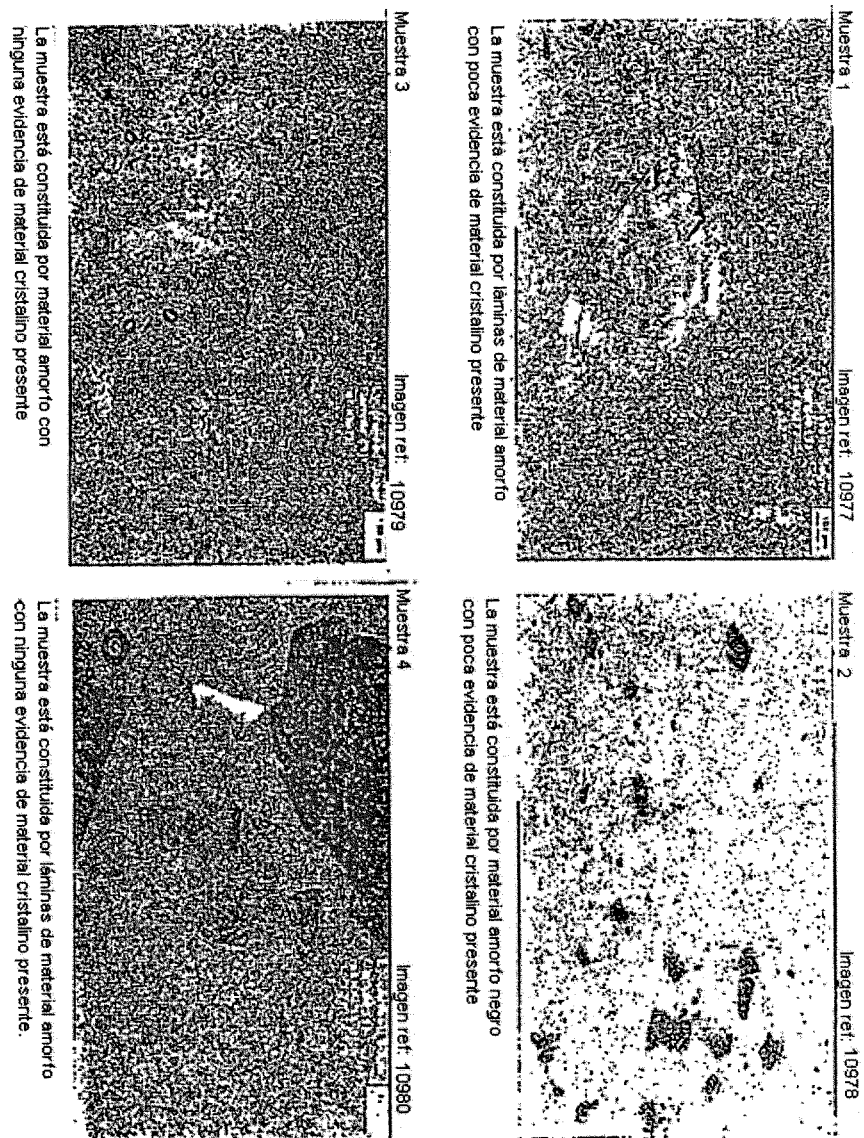 Muestra 1 Imagen ref: 10977
La muestra está constituida por láminas de material amorfo
con poca evidencia de material cristalino presente
Muestra 2 Imagen ref: 10978
La muestra está constituida por material amorfo negro
con poca evidencia de material cristalino presente
Muestra 3 Imagen ref: 10979
La muestra está constituida por material amorfo con
ninguna evidencia de material cristalino presente
Muestra 4 Imagen ref: 10980
La muestra está constituida por láminas de material amorfo
con ninguna evidencia de material cristalino presente.